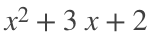 x² + 3 x + 2